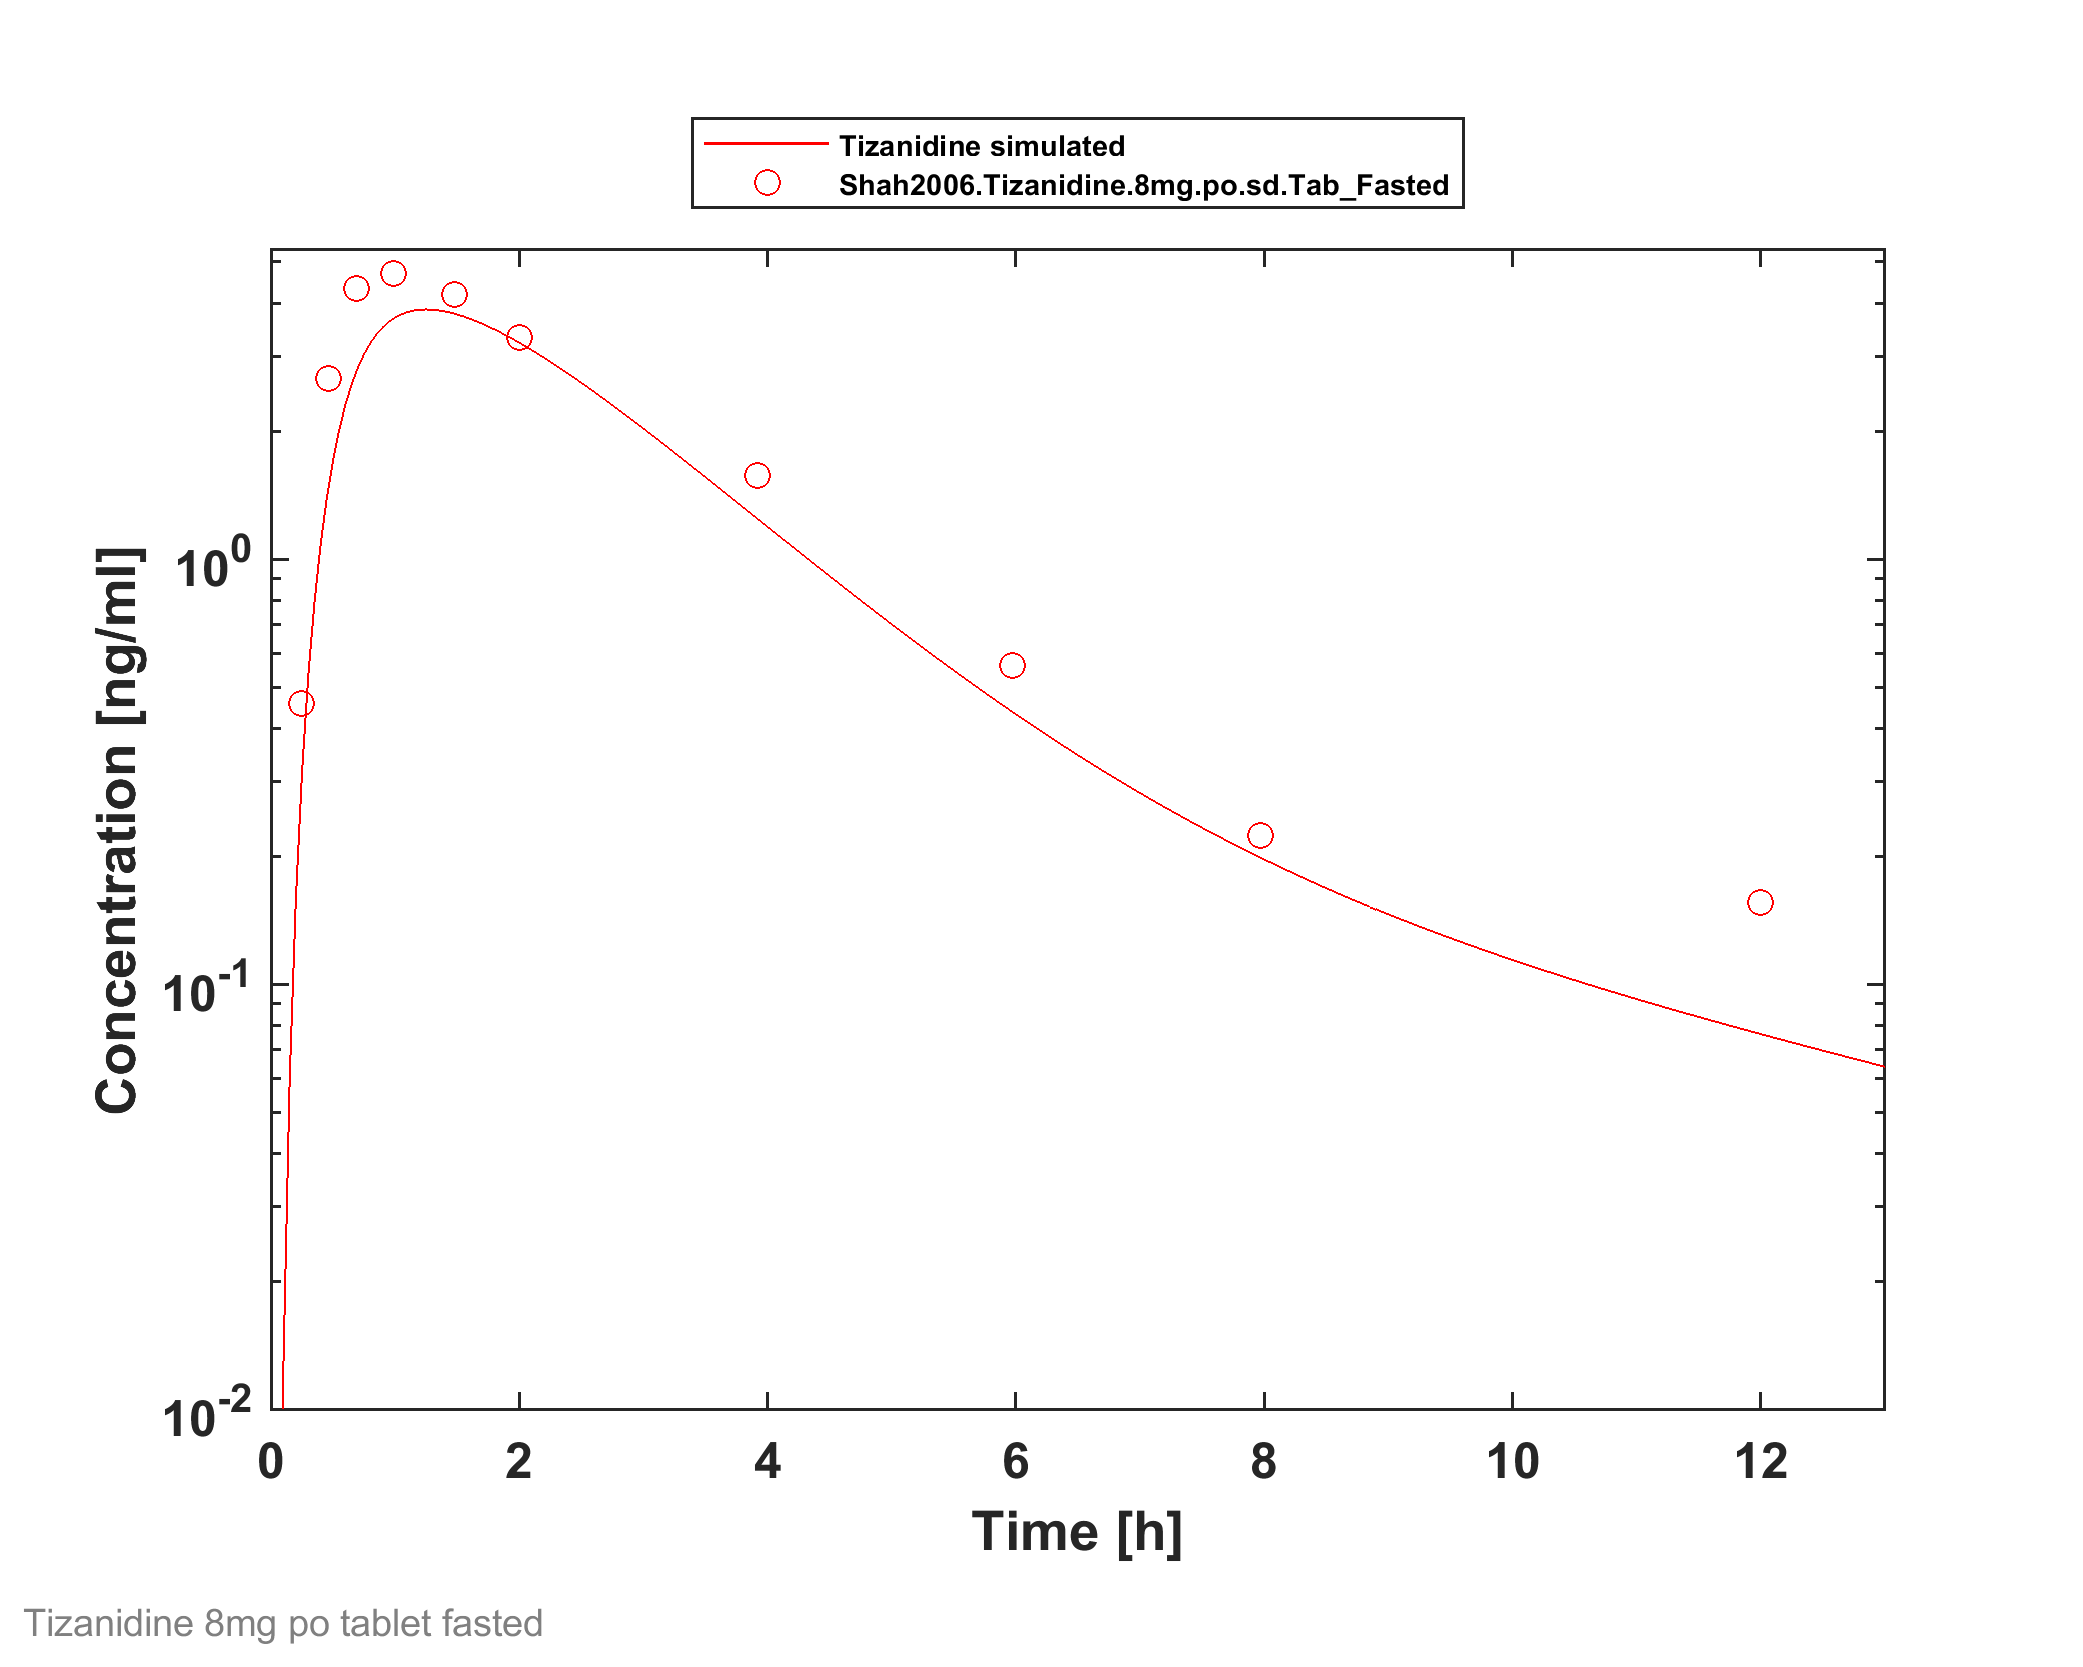 Tizanidine simulated
Shah2006.Tizanidine.8mg.po.sd.Tab_Fasted
Concentration [ng/ml]
10^0
10^-1
10^-2
0 2 4 6 8 10 12
Time [h]
Tizanidine 8mg po tablet fasted